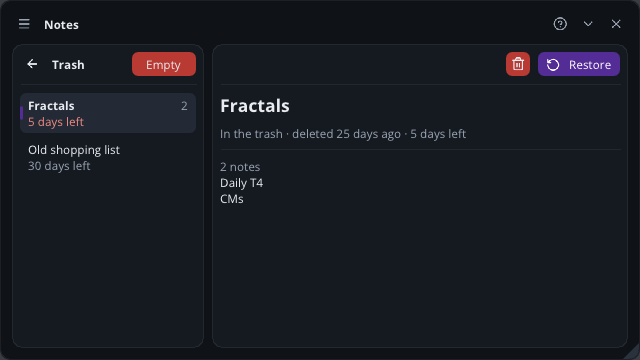 Notes
Trash
Empty
Fractals 2
5 days left
Old shopping list
30 days left
Restore
Fractals
In the trash · deleted 25 days ago · 5 days left
2 notes
Daily T4
CMs